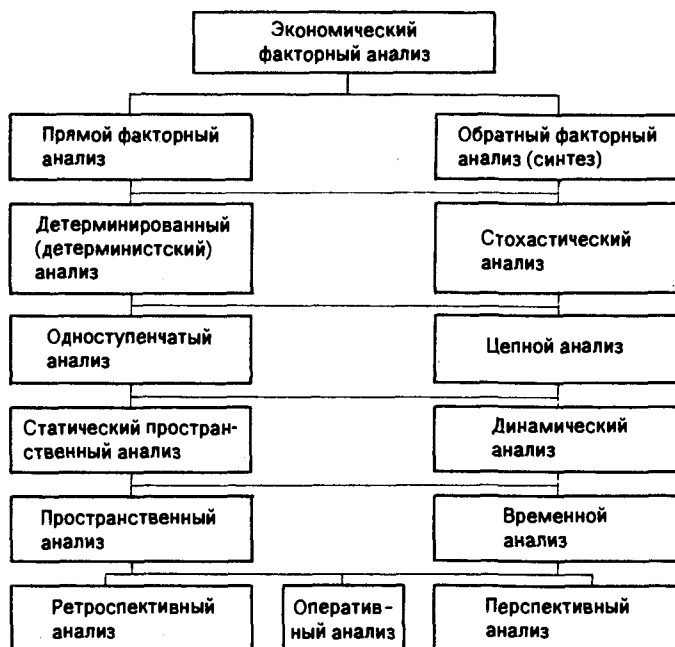 Экономический
факторный анализ
Прямой факторный
анализ
Обратный факторный
анализ (синтез)
Детерминированный
(детерминистский)
анализ
Стохастический
анализ
Одноступенчатый
анализ
Цепной анализ
Статический простран-
ственный анализ
Динамический
анализ
Пространственный
анализ
Временной
анализ
Ретроспективный
анализ
Оператив-
ный анализ
Перспективный
анализ